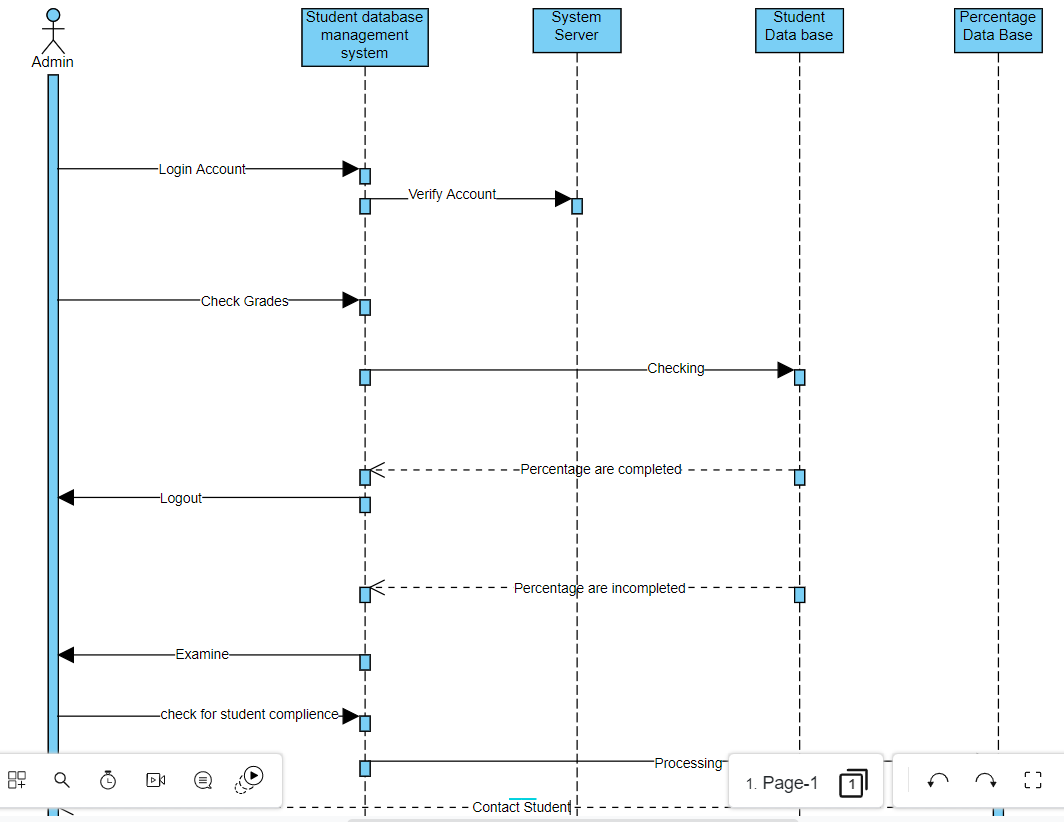 Admin
Student database
management
system
System
Server
Student
Data base
Percentage
Data Base
Login Account
Verify Account
Check Grades
Checking
Percentage are completed
Logout
Percentage are incompleted
Examine
check for student complience
Processing
1. Page-1
1
Contact Student